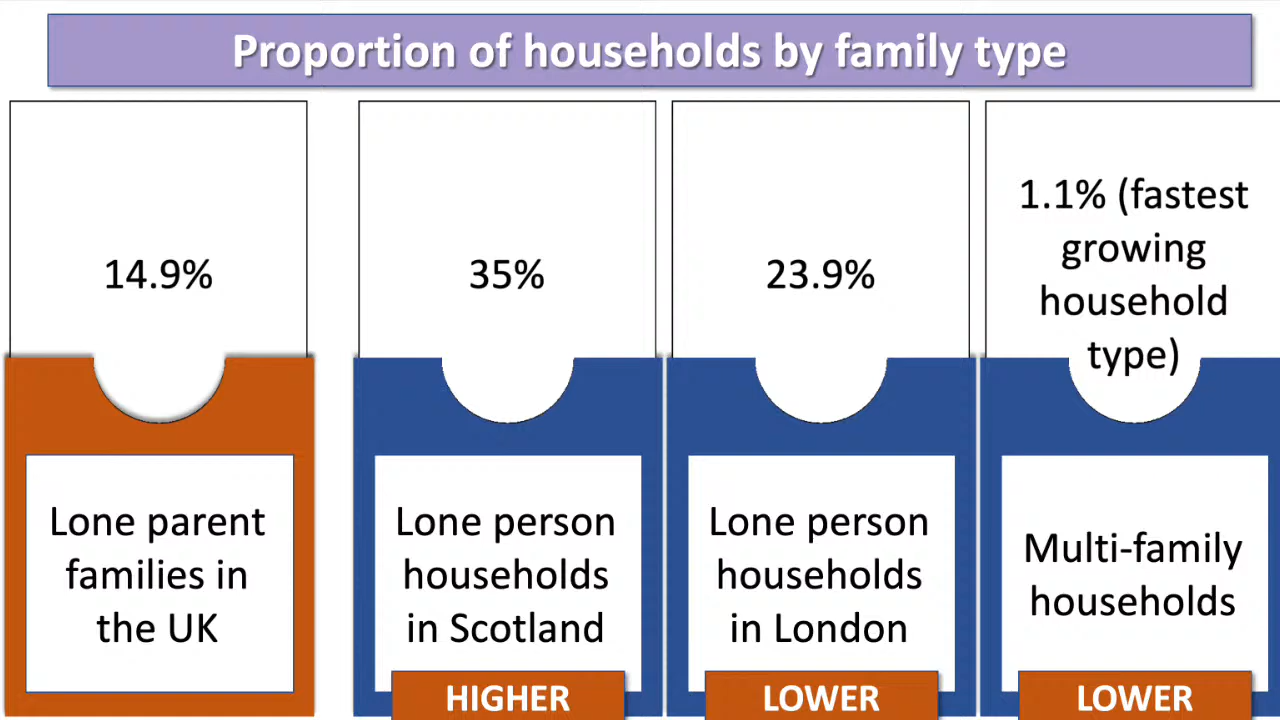 Proportion of households by family type
14.9%
Lone parent
families in
the UK
35%
Lone person
households
in Scotland
HIGHER
23.9%
Lone person
households
in London
LOWER
1.1% (fastest
growing
household
type)
Multi-family
households
LOWER